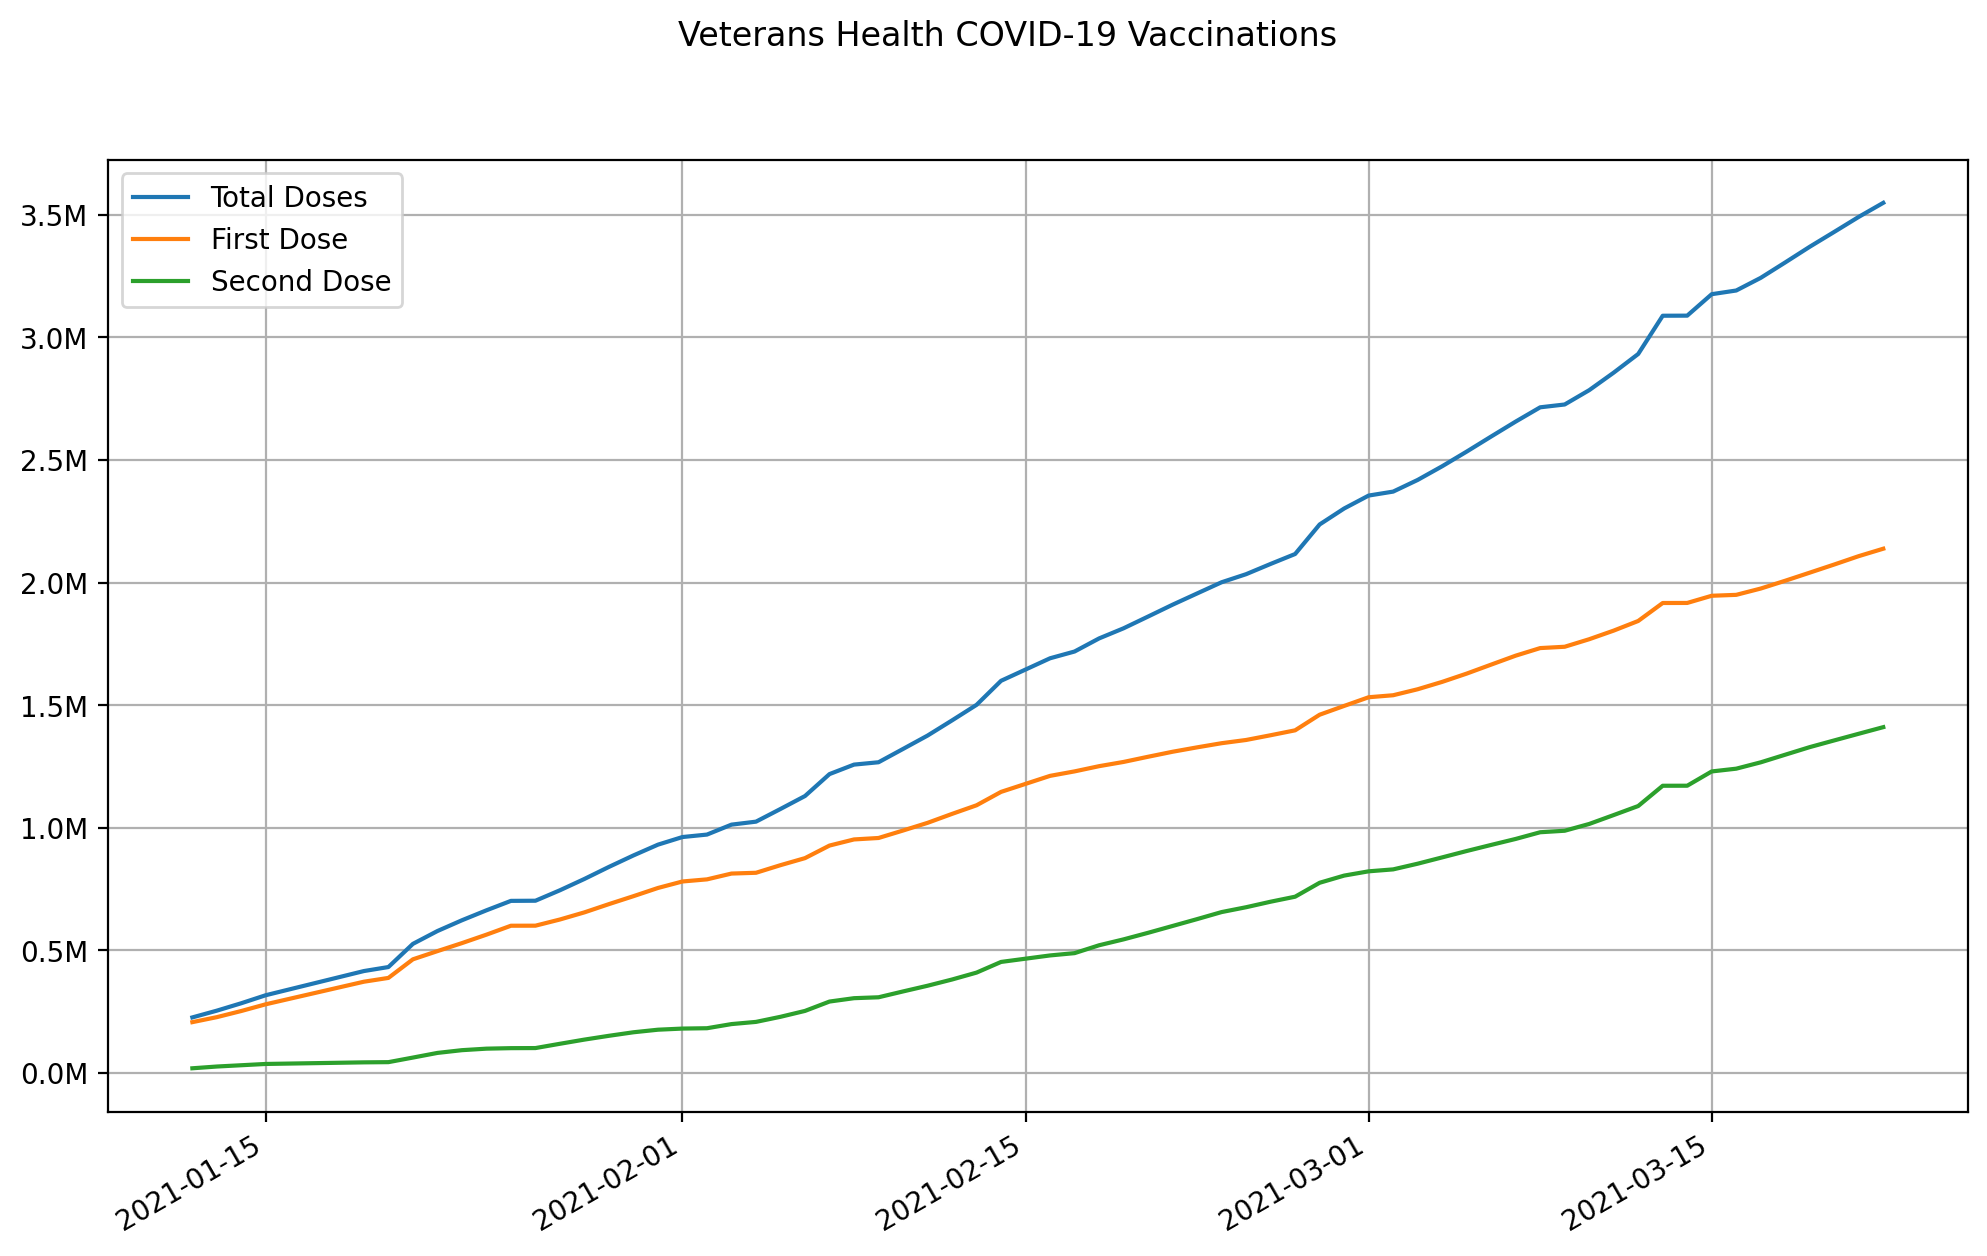 Veterans Health COVID-19 Vaccinations
Total Doses
First Dose
Second Dose
3.5M
3.0M
2.5M
2.0M
1.5M
1.0M
0.5M
0.0M
2021-01-15
2021-02-01
2021-02-15
2021-03-01
2021-03-15